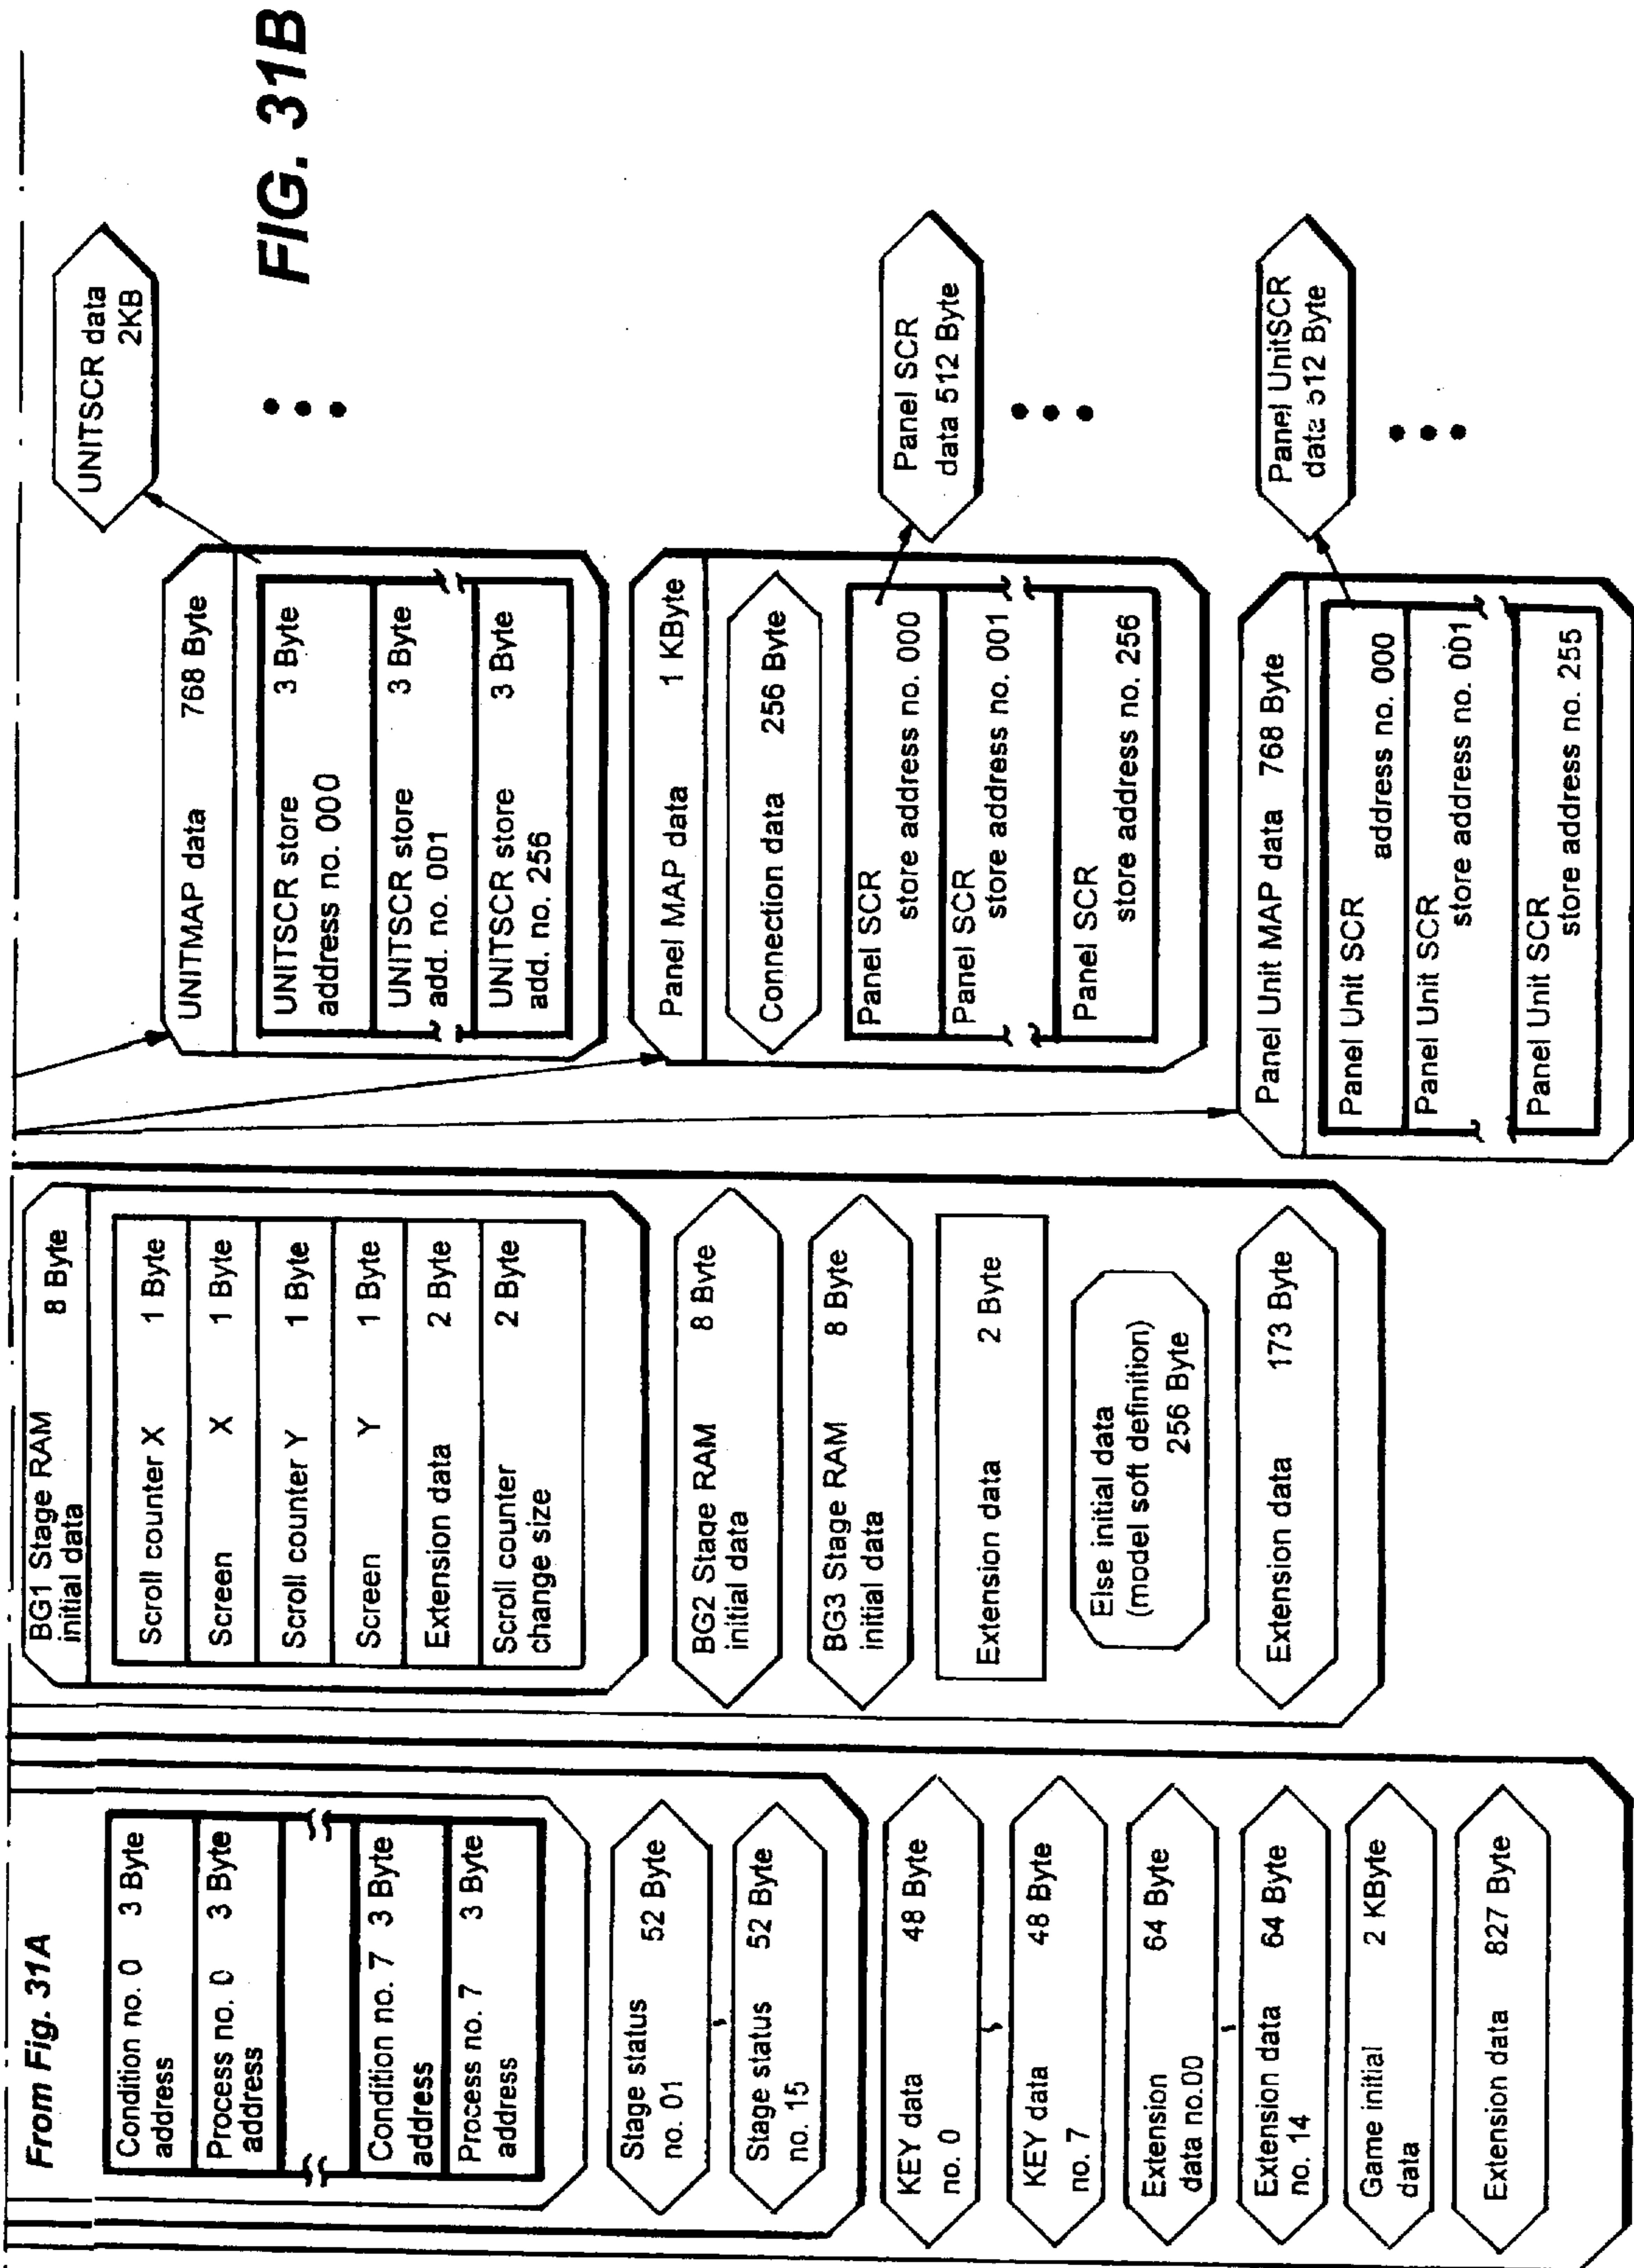 FIG. 31B
From Fig. 31A
Condition no. 0 3 Byte
address
Process no. 0 3 Byte
address
Condition no. 7 3 Byte
address
Process no. 7 3 Byte
address
Stage status 52 Byte
no. 01
Stage status 52 Byte
no. 15
KEY data 48 Byte
no. 0
KEY data 48 Byte
no. 7
Extension 64 Byte
data no.00
Extension data 64 Byte
no. 14
Game initial 2 KByte
data
Extension data 827 Byte
BG1 Stage RAM 8 Byte
initial data
Scroll counter X 1 Byte
Screen X 1 Byte
Scroll counter Y 1 Byte
Screen Y 1 Byte
Extension data 2 Byte
Scroll counter 2 Byte
change size
BG2 Stage RAM 8 Byte
initial data
BG3 Stage RAM 8 Byte
initial data
Extension data 2 Byte
Else initial data
(model soft definition)
256 Byte
Extension data 173 Byte
UNITMAP data 768 Byte
UNITSCR store 3 Byte
address no. 000
UNITSCR store 3 Byte
add. no. 001
UNITSCR store 3 Byte
add. no. 256
Panel MAP data 1 KByte
Connection data 256 Byte
Panel SCR
store address no. 000
Panel SCR
store address no. 001
Panel SCR
store address no. 256
Panel Unit MAP data 768 Byte
Panel Unit SCR
address no. 000
Panel Unit SCR
store address no. 001
Panel Unit SCR
store address no. 255
UNITSCR data
2KB
Panel SCR
data 512 Byte
Panel UnitSCR
data 512 Byte